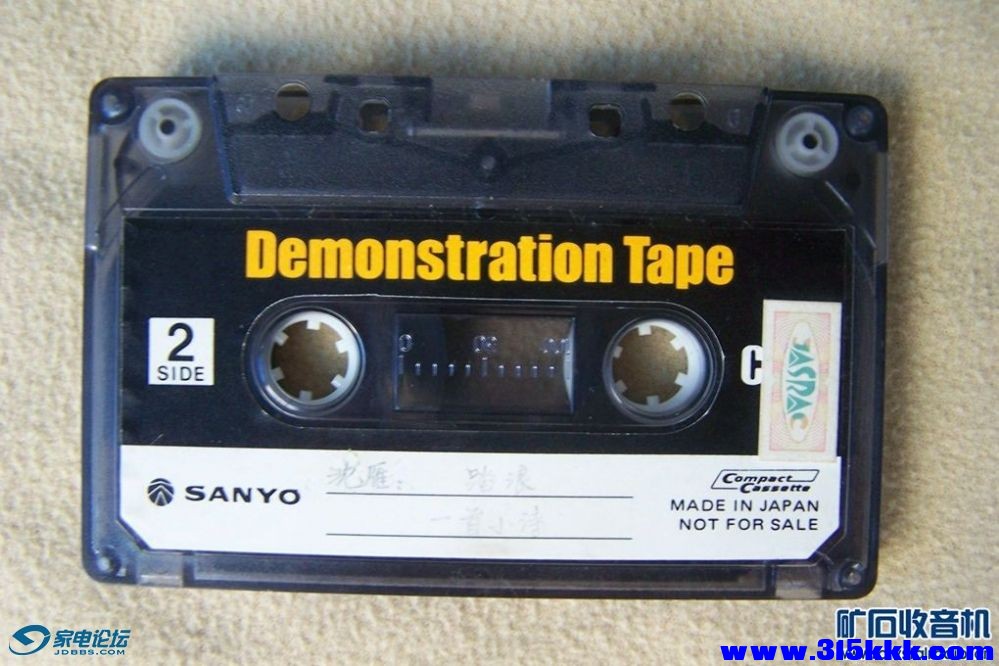 Demonstration Tape
2
SIDE
C
JASRAC
SANYO
沈雁: 踏浪
一首小诗
Compact
Cassette
MADE IN JAPAN
NOT FOR SALE
家电论坛
JDBBS.COM
矿石收音机
www.315kkk.com